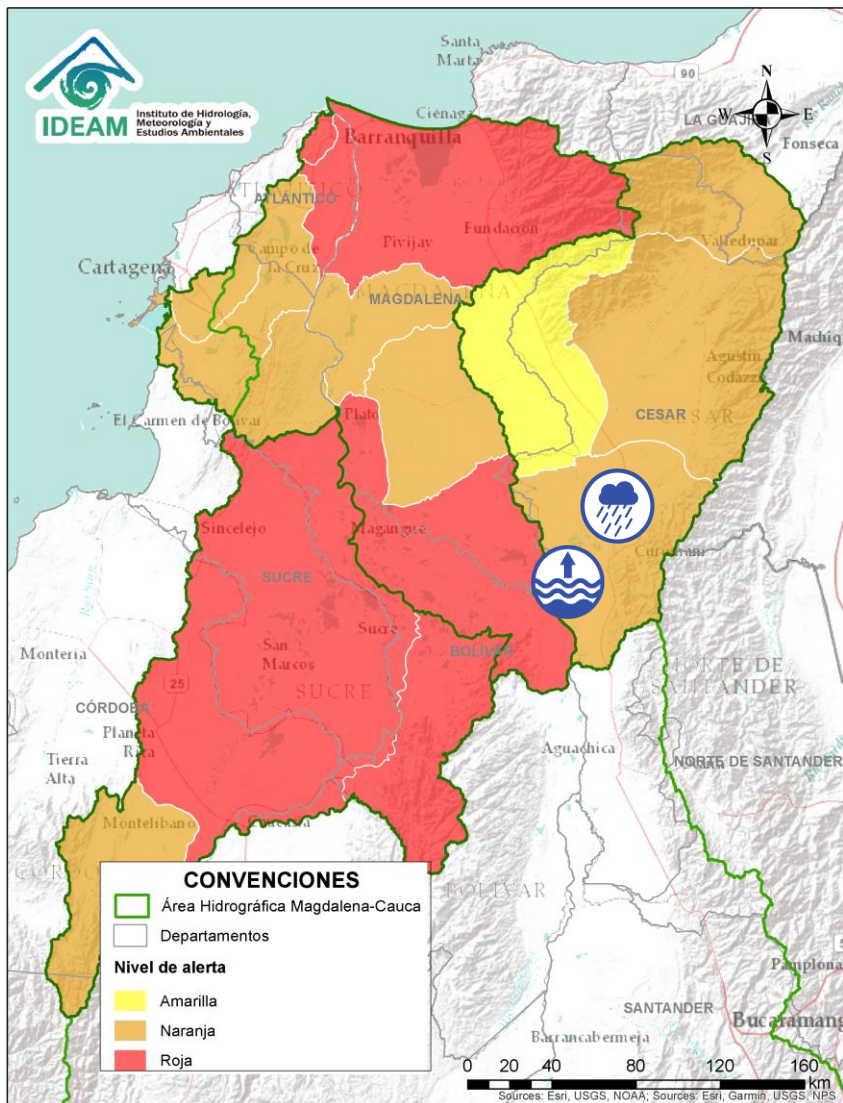 IDEAM
Instituto de Hidrología,
Meteorología y
Estudios Ambientales
Santa
Marta
90
N
W
E
S
Ciénaga
LA GUAJIRA
Fonseca
Barranquilla
ATLÁNTICO
Pivijay
Fundación
Valledupar
Campo de
la Cruz
Cartagena
MAGDALENA
Machiq
Agustín
Codazzi
El Carmen de Bolívar
Plato
CESAR
Sincelejo
Magangué
SUCRE
Sucre
San
Marcos
BOLÍVAR
SUCRE
Montería
25
NORTE DE
SANTANDER
CÓRDOBA
Planeta
Rica
Tierra
Alta
Aguachica
NORTE DE SANTANDER
Montelíbano
BOLÍVAR
CONVENCIONES
Área Hidrográfica Magdalena-Cauca
Departamentos
Nivel de alerta
Amarilla
Naranja
Roja
Pamplona
SANTANDER
Bucaramang
Barrancabermeja
0 20 40 80 120 160
km
Sources: Esri, USGS, NOAA; Sources: Esri, Garmin, USGS, NPS